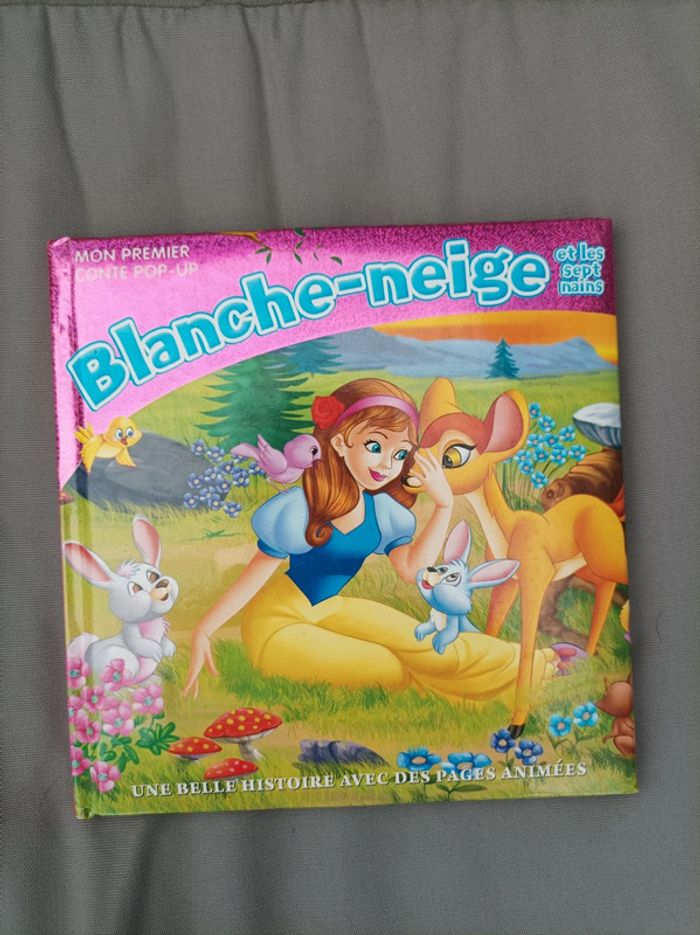 MON PREMIER
CONTE POP-UP
Blanche-neige
et les
sept
nains
UNE BELLE HISTOIRE AVEC DES PAGES ANIMÉES